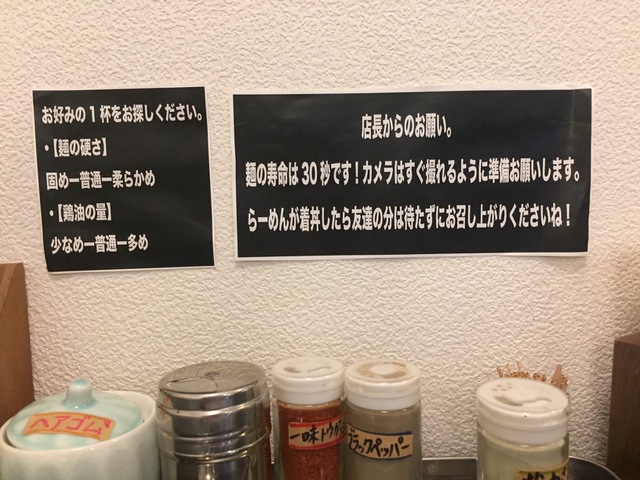 お好みの1杯をお探しください。
・【麺の硬さ】
固めー普通ー柔らかめ
・【鶏油の量】
少なめー普通ー多め
店長からのお願い。
麺の寿命は30秒です！カメラはすぐ撮れるように準備お願いします。
らーめんが着丼したら友達の分は待たずにお召し上がりくださいね！
ヘアゴム
一味トウガ
ブラックペッパー